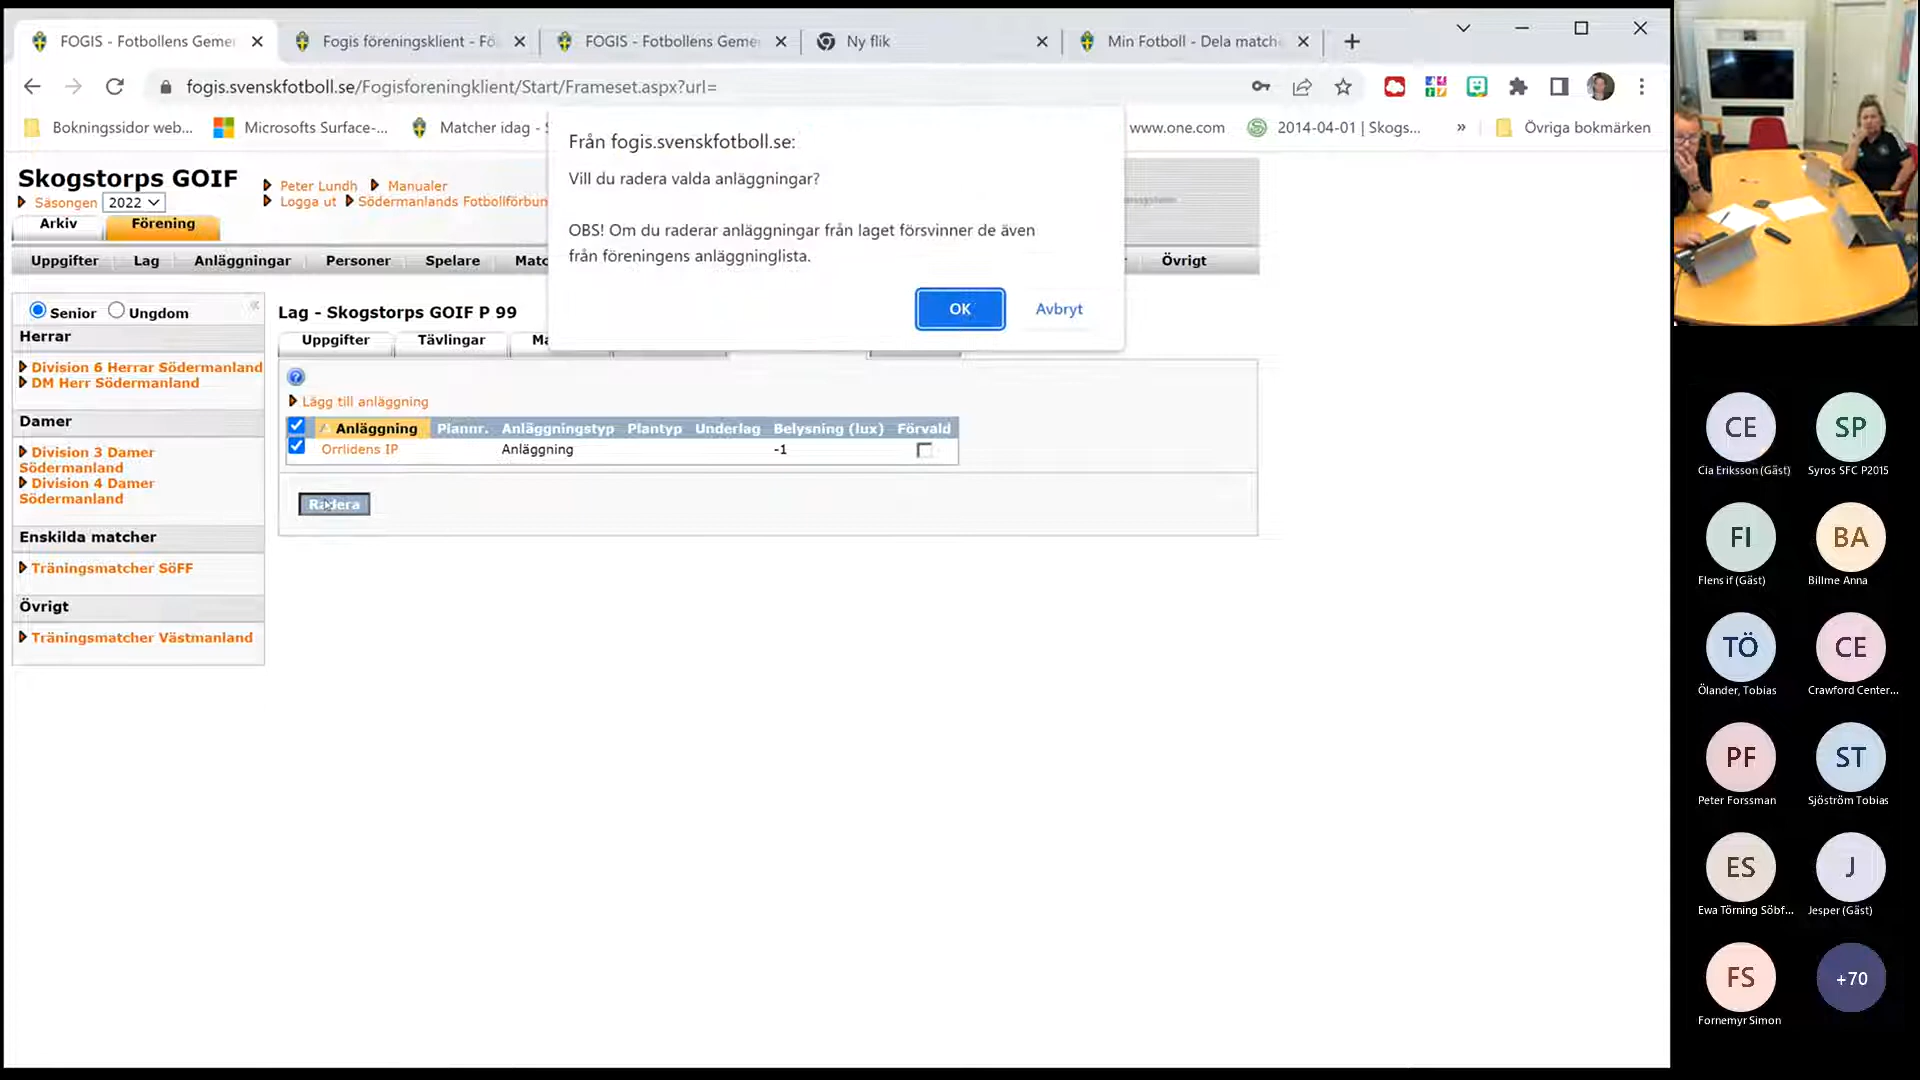 FOGIS - Fotbollens Geme
Fogis föreningsklient - Fö
FOGIS - Fotbollens Geme
Ny flik
Min Fotboll - Dela match
fogis.svenskfotboll.se/Fogisforeningklient/Start/Frameset.aspx?url=
Bokningssidor web...
Microsofts Surface-...
Matcher idag - S
www.one.com
2014-04-01 | Skogs...
»
Övriga bokmärken
Från fogis.svenskfotboll.se:
Vill du radera valda anläggningar?
OBS! Om du raderar anläggningar från laget försvinner de även
från föreningens anläggninglista.
OK
Avbryt
Skogstorps GOIF
Säsongen 2022
Peter Lundh
Manualer
Logga ut
Södermanlands Fotbollförbun
Arkiv
Förening
Uppgifter
Lag
Anläggningar
Personer
Spelare
Matc
Övrigt
Senior
Ungdom
Herrar
Division 6 Herrar Södermanland
DM Herr Södermanland
Damer
Division 3 Damer
Södermanland
Division 4 Damer
Södermanland
Enskilda matcher
Träningsmatcher SöFF
Övrigt
Träningsmatcher Västmanland
Lag - Skogstorps GOIF P 99
Uppgifter
Tävlingar
Ma
Lägg till anläggning
Anläggning Plannr. Anläggningstyp Plantyp Underlag Belysning (lux) Förvald
Orrlidens IP Anläggning -1
Radera
CE
Cia Eriksson (Gäst)
SP
Syros SFC P2015
FI
Flens if (Gäst)
BA
Billme Anna
TÖ
Ölander, Tobias
CE
Crawford Center...
PF
Peter Forssman
ST
Sjöström Tobias
ES
Ewa Törning Söbf...
J
Jesper (Gäst)
FS
Fornemyr Simon
+70